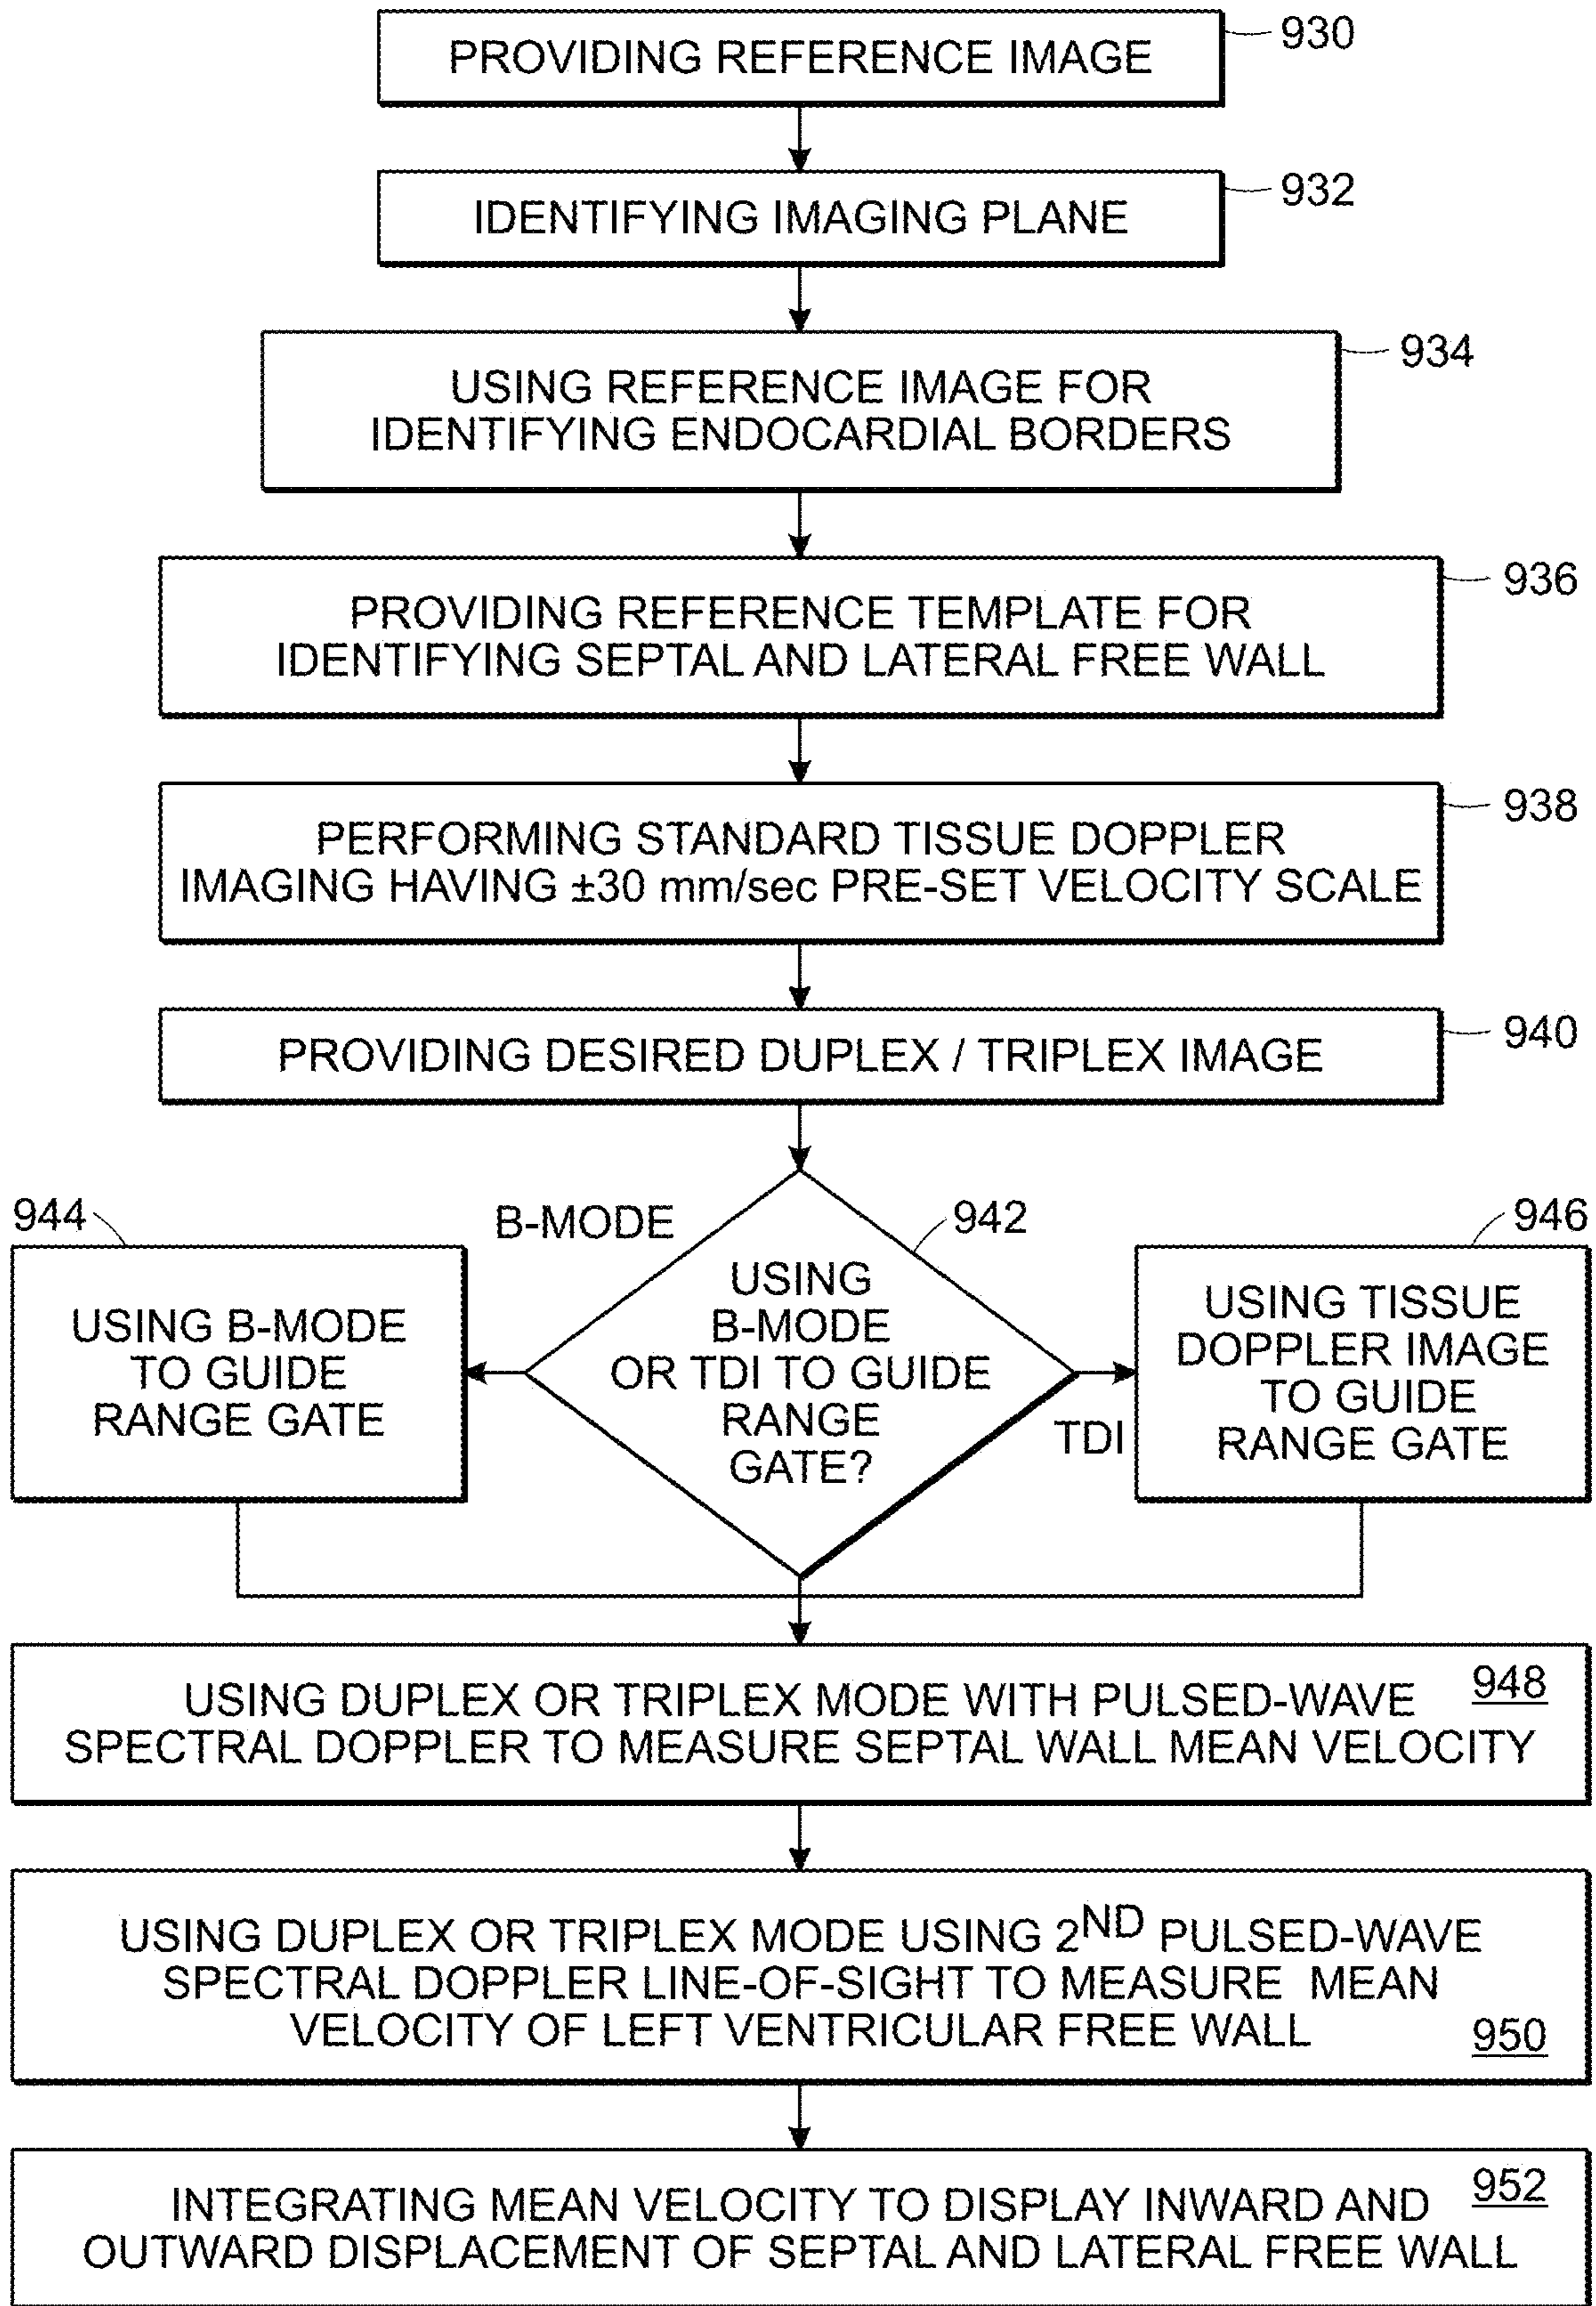 PROVIDING REFERENCE IMAGE
930
IDENTIFYING IMAGING PLANE
932
934
USING REFERENCE IMAGE FOR
IDENTIFYING ENDOCARDIAL BORDERS
936
PROVIDING REFERENCE TEMPLATE FOR
IDENTIFYING SEPTAL AND LATERAL FREE WALL
938
PERFORMING STANDARD TISSUE DOPPLER
IMAGING HAVING ±30 mm/sec PRE-SET VELOCITY SCALE
940
PROVIDING DESIRED DUPLEX / TRIPLEX IMAGE
944
B-MODE
942
946
USING B-MODE
TO GUIDE
RANGE GATE
USING
B-MODE
OR TDI TO GUIDE
RANGE
GATE?
TDI
USING TISSUE
DOPPLER IMAGE
TO GUIDE
RANGE GATE
948
USING DUPLEX OR TRIPLEX MODE WITH PULSED-WAVE
SPECTRAL DOPPLER TO MEASURE SEPTAL WALL MEAN VELOCITY
USING DUPLEX OR TRIPLEX MODE USING 2ND PULSED-WAVE
SPECTRAL DOPPLER LINE-OF-SIGHT TO MEASURE MEAN
VELOCITY OF LEFT VENTRICULAR FREE WALL
950
952
INTEGRATING MEAN VELOCITY TO DISPLAY INWARD AND
OUTWARD DISPLACEMENT OF SEPTAL AND LATERAL FREE WALL